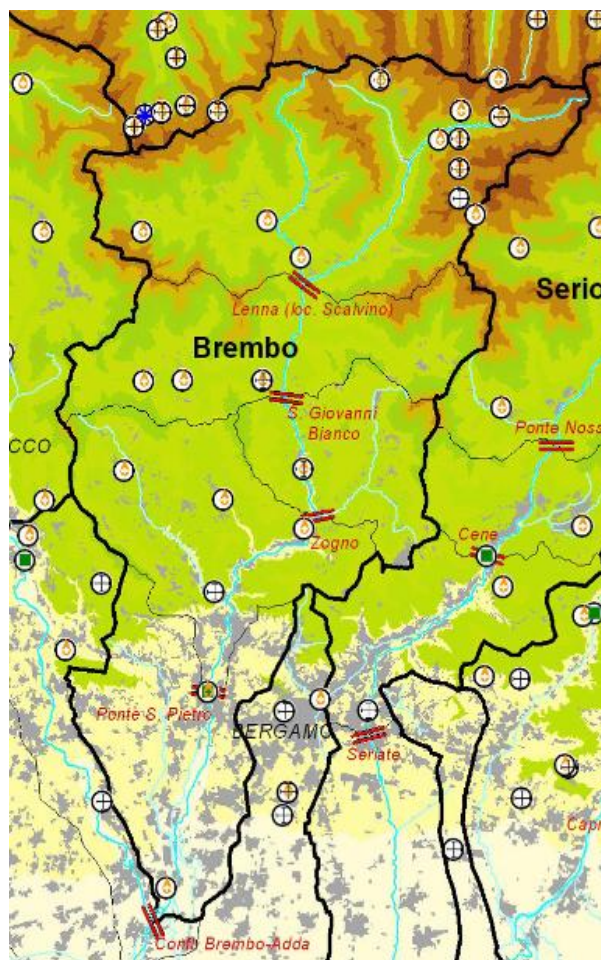 Lenna (loc. Scalvino)
Serio
Brembo
S. Giovanni
Bianco
Ponte Noss
CCO
Zogno
Cene
Ponte S. Pietro
BERGAMO
Seriate
Capr
Confl. Brembo-Adda